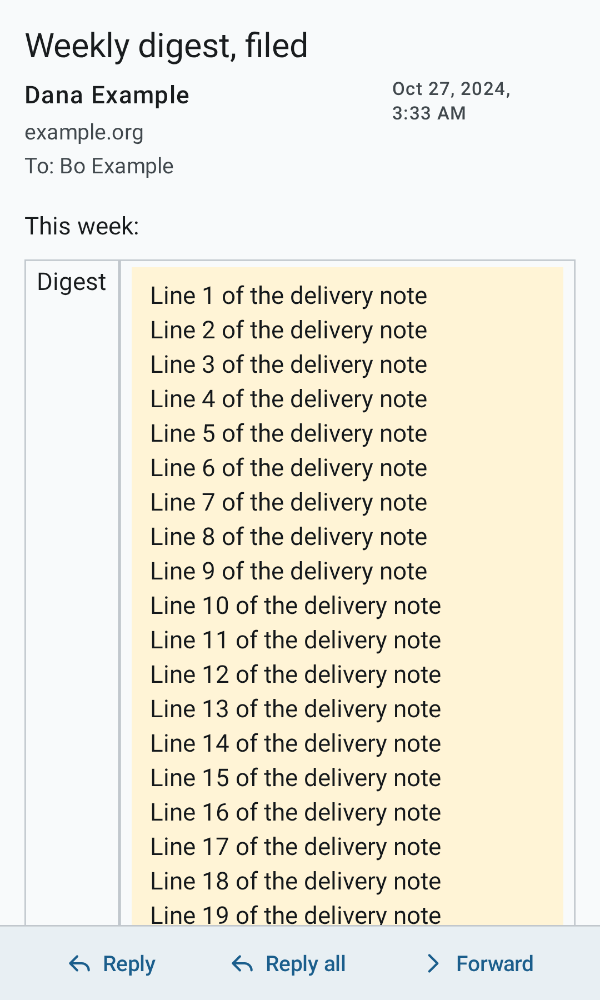 Weekly digest, filed
Dana Example
Oct 27, 2024,
3:33 AM
example.org
To: Bo Example
This week:
Digest
Line 1 of the delivery note
Line 2 of the delivery note
Line 3 of the delivery note
Line 4 of the delivery note
Line 5 of the delivery note
Line 6 of the delivery note
Line 7 of the delivery note
Line 8 of the delivery note
Line 9 of the delivery note
Line 10 of the delivery note
Line 11 of the delivery note
Line 12 of the delivery note
Line 13 of the delivery note
Line 14 of the delivery note
Line 15 of the delivery note
Line 16 of the delivery note
Line 17 of the delivery note
Line 18 of the delivery note
Line 19 of the delivery note
Reply
Reply all
Forward